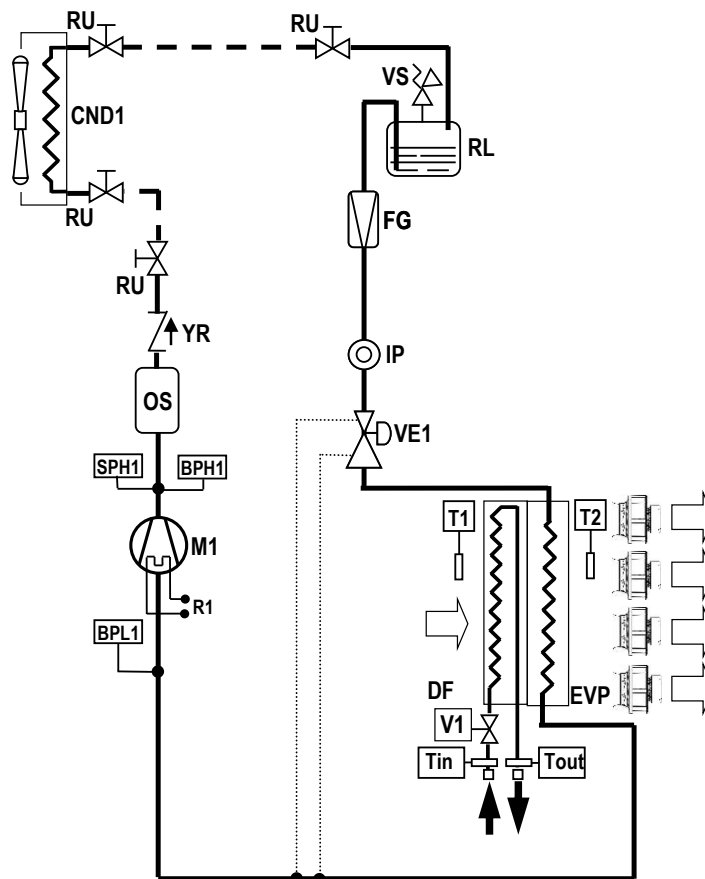 RU
RU
VS
CND1
RL
RU
FG
RU
YR
IP
OS
VE1
SPH1
BPH1
T1
T2
M1
R1
BPL1
DF
EVP
V1
Tin
Tout